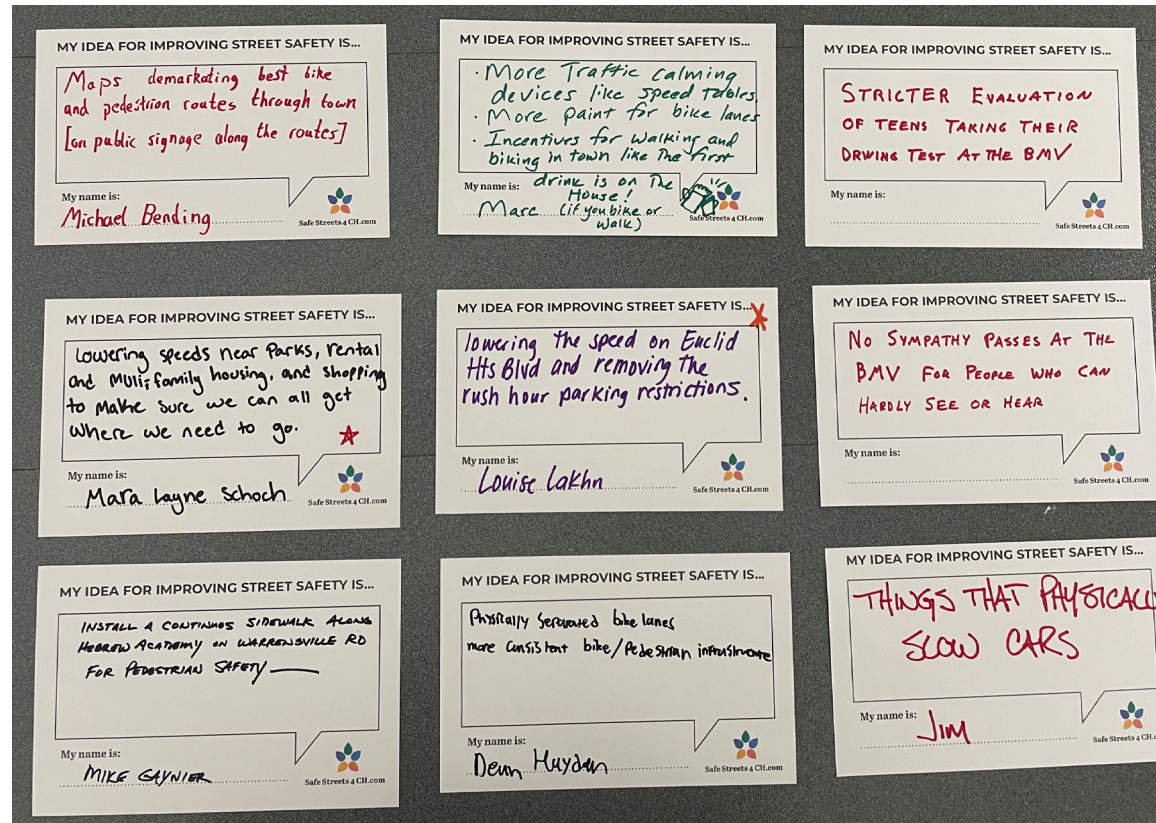 MY IDEA FOR IMPROVING STREET SAFETY IS...
Maps demarkating best bike
and pedestrian routes through town
[on public signage along the routes]
My name is:
Michael Bending
Safe Streets 4 CH.com
MY IDEA FOR IMPROVING STREET SAFETY IS...
· More Traffic calming
devices like speed tables
· More paint for bike lanes
· Incentives for walking and
biking in town like the first
drink is on the
House!
My name is:
Marc (if you bike or
walk)
Safe Streets 4 CH.com
MY IDEA FOR IMPROVING STREET SAFETY IS...
STRICTER EVALUATION
OF TEENS TAKING THEIR
DRIVING TEST AT THE BMV
My name is:
Safe Streets 4 CH.com
MY IDEA FOR IMPROVING STREET SAFETY IS...
Lowering speeds near Parks, rental
and Multifamily housing, and shopping
to make sure we can all get
where we need to go.
My name is:
Mara Layne Schoch
Safe Streets 4 CH.com
MY IDEA FOR IMPROVING STREET SAFETY IS...
lowering the speed on Euclid
Hts Blvd and removing the
rush hour parking restrictions.
My name is:
Louise Lakhn
Safe Streets 4 CH.com
MY IDEA FOR IMPROVING STREET SAFETY IS...
NO SYMPATHY PASSES AT THE
BMV FOR PEOPLE WHO CAN
HARDLY SEE OR HEAR
My name is:
Safe Streets 4 CH.com
MY IDEA FOR IMPROVING STREET SAFETY IS...
INSTALL A CONTINUOS SIDEWALK ALONG
HEBREW ACADEMY ON WARRENSVILLE RD
FOR PEDESTRIAN SAFETY
My name is:
MIKE GAYNIER
Safe Streets 4 CH.com
MY IDEA FOR IMPROVING STREET SAFETY IS...
Physically Seperated bike lanes
more consistent bike/Pedestrian infrastructure
My name is:
Hayden
Safe Streets 4 CH.com
MY IDEA FOR IMPROVING STREET SAFETY IS...
THINGS THAT PHYSICALL
SLOW CARS
My name is:
JIM
Safe Streets 4 CH.c